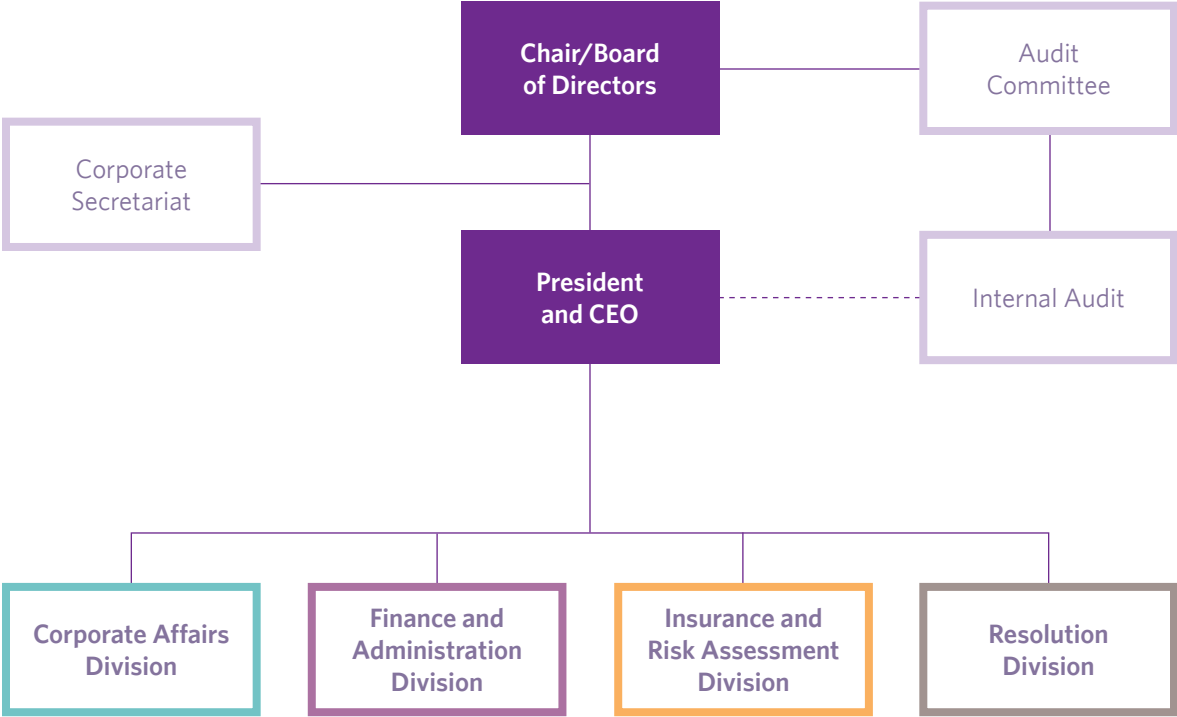 Chair/Board
of Directors
Audit
Committee
Corporate
Secretariat
President
and CEO
Internal Audit
Corporate Affairs
Division
Finance and
Administration
Division
Insurance and
Risk Assessment
Division
Resolution
Division